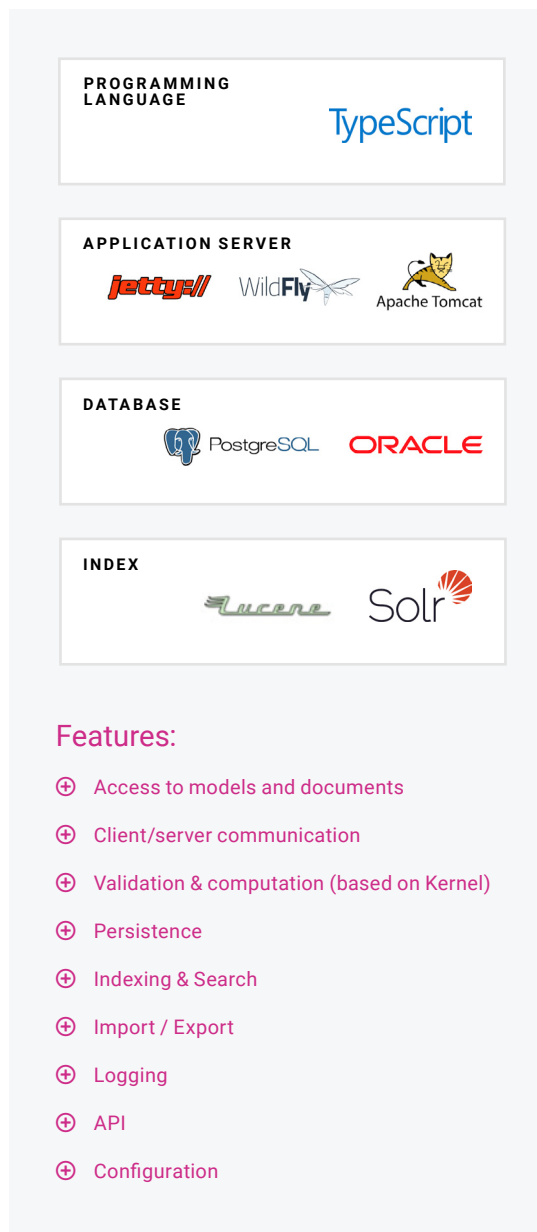 PROGRAMMING
LANGUAGE
TypeScript
APPLICATION SERVER
jetty://
WildFly
Apache Tomcat
DATABASE
PostgreSQL
ORACLE
INDEX
Lucene
Solr
Features:
Access to models and documents
Client/server communication
Validation & computation (based on Kernel)
Persistence
Indexing & Search
Import / Export
Logging
API
Configuration